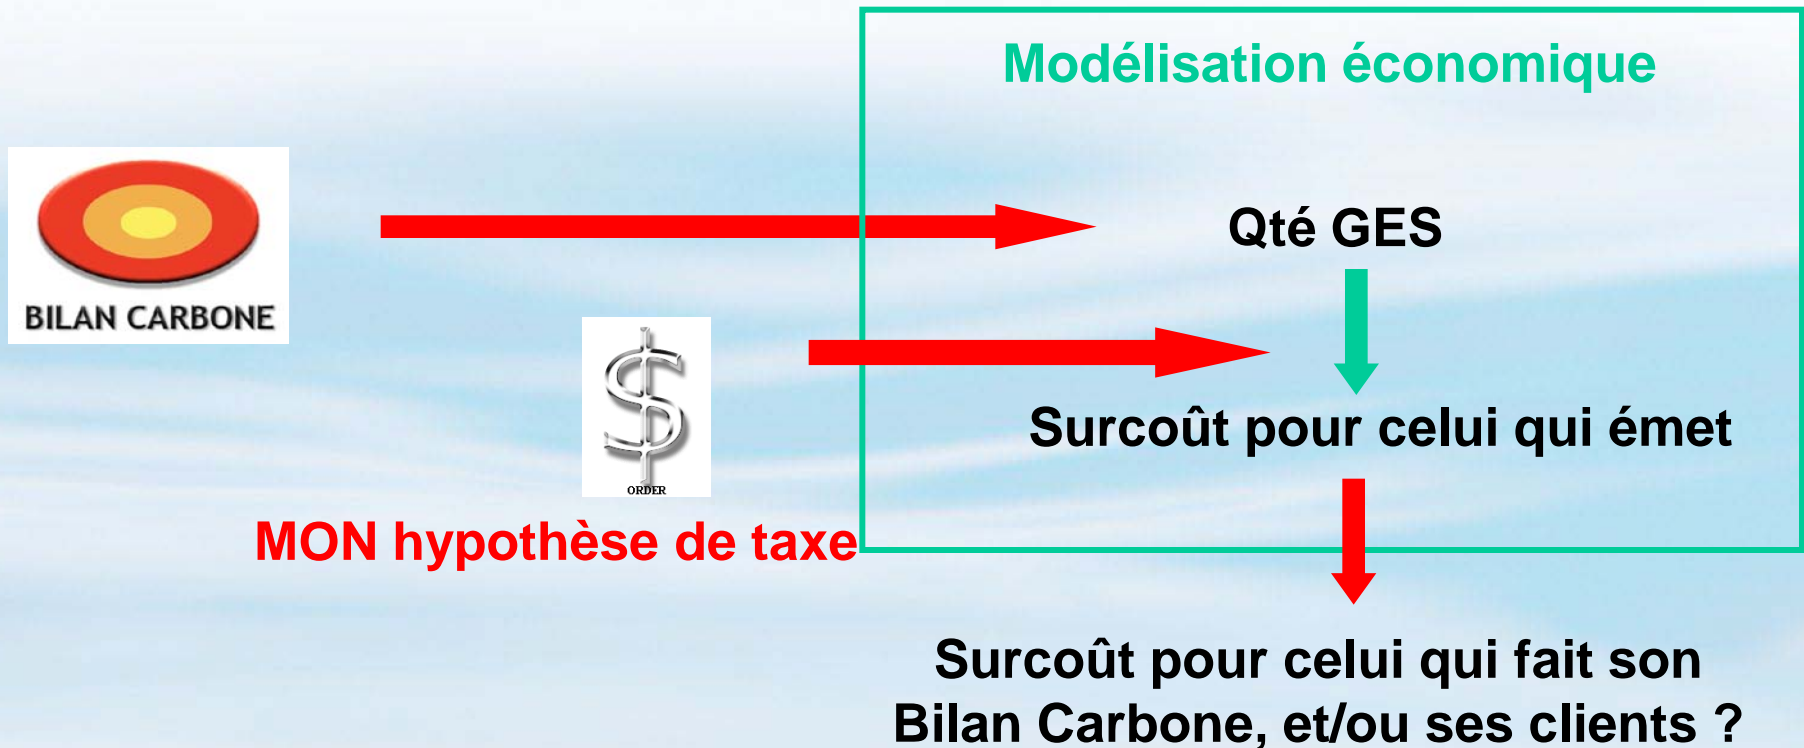 Modélisation économique
BILAN CARBONE
Qté GES
ORDER
Surcoût pour celui qui émet
MON hypothèse de taxe
Surcoût pour celui qui fait son
Bilan Carbone, et/ou ses clients ?